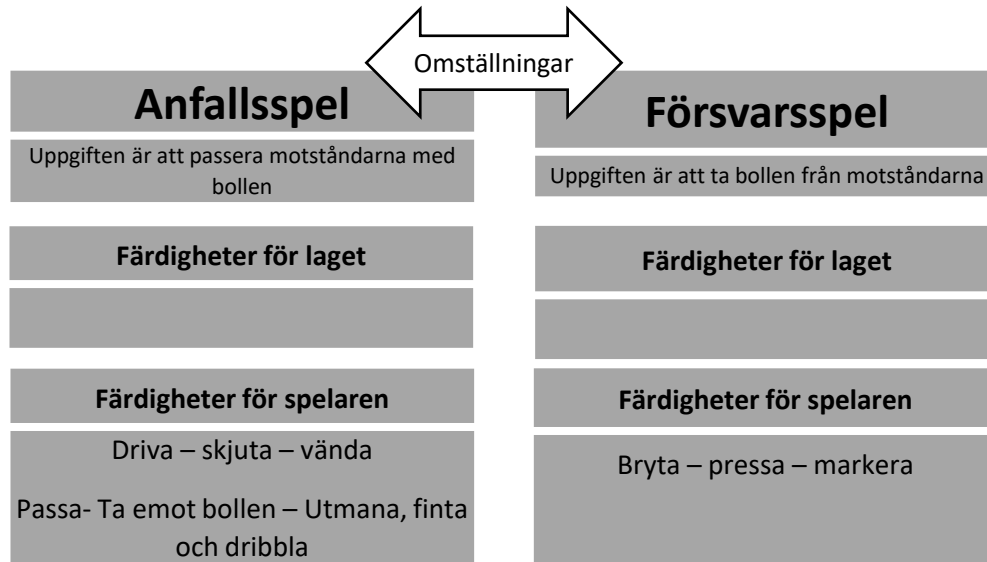 Omställningar
Anfallsspel
Uppgiften är att passera motståndarna med
bollen
Färdigheter för laget
Färdigheter för spelaren
Driva – skjuta – vända
Passa- Ta emot bollen – Utmana, finta
och dribbla
Försvarsspel
Uppgiften är att ta bollen från motståndarna
Färdigheter för laget
Färdigheter för spelaren
Bryta – pressa – markera